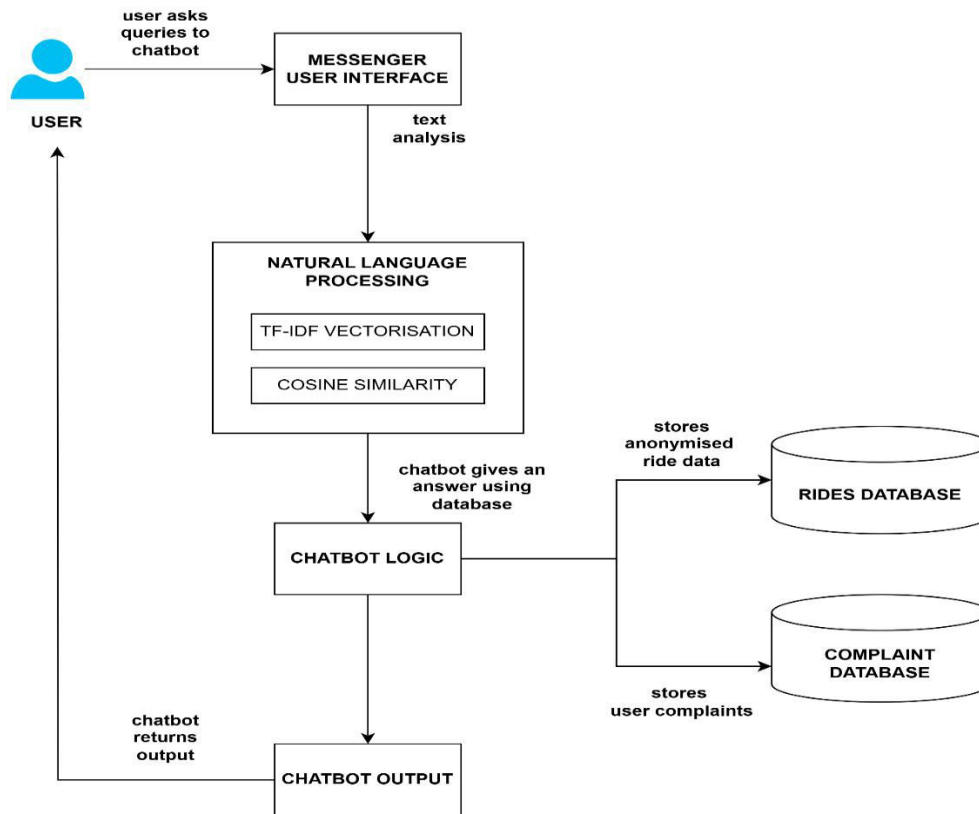 user asks
queries to
chatbot
MESSENGER
USER INTERFACE
USER
text
analysis
NATURAL LANGUAGE
PROCESSING
TF-IDF VECTORISATION
COSINE SIMILARITY
chatbot gives an
answer using
database
stores
anonymised
ride data
RIDES DATABASE
CHATBOT LOGIC
COMPLAINT
DATABASE
stores
user complaints
chatbot
returns
output
CHATBOT OUTPUT